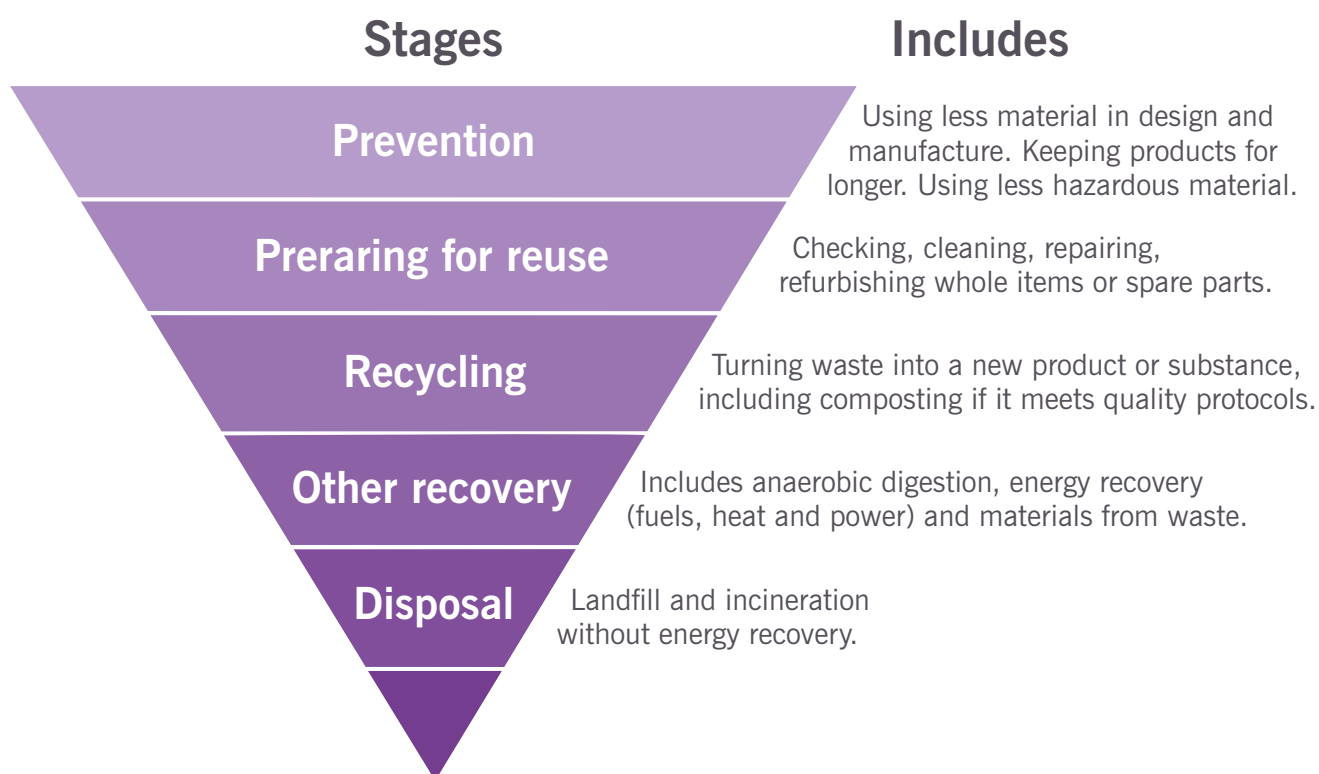 Stages
Includes
Prevention
Using less material in design and
manufacture. Keeping products for
longer. Using less hazardous material.
Preraring for reuse
Checking, cleaning, repairing,
refurbishing whole items or spare parts.
Recycling
Turning waste into a new product or substance,
including composting if it meets quality protocols.
Other recovery
Includes anaerobic digestion, energy recovery
(fuels, heat and power) and materials from waste.
Disposal
Landfill and incineration
without energy recovery.